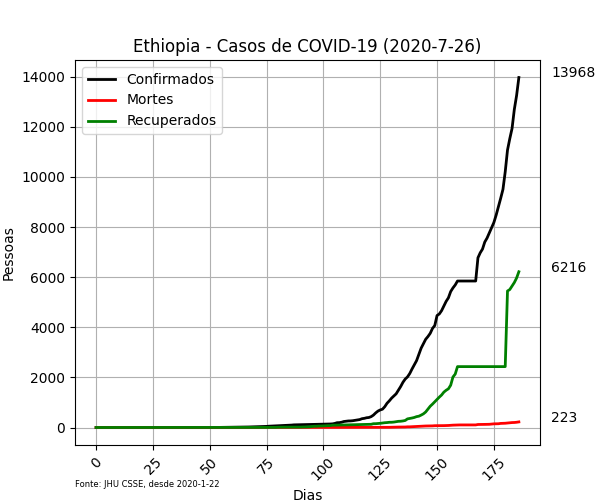 Ethiopia - Casos de COVID-19 (2020-7-26)
Confirmados
Mortes
Recuperados
14000
12000
10000
8000
6000
4000
2000
0
Pessoas
13968
6216
223
0 25 50 75 100 125 150 175
Dias
Fonte: JHU CSSE, desde 2020-1-22